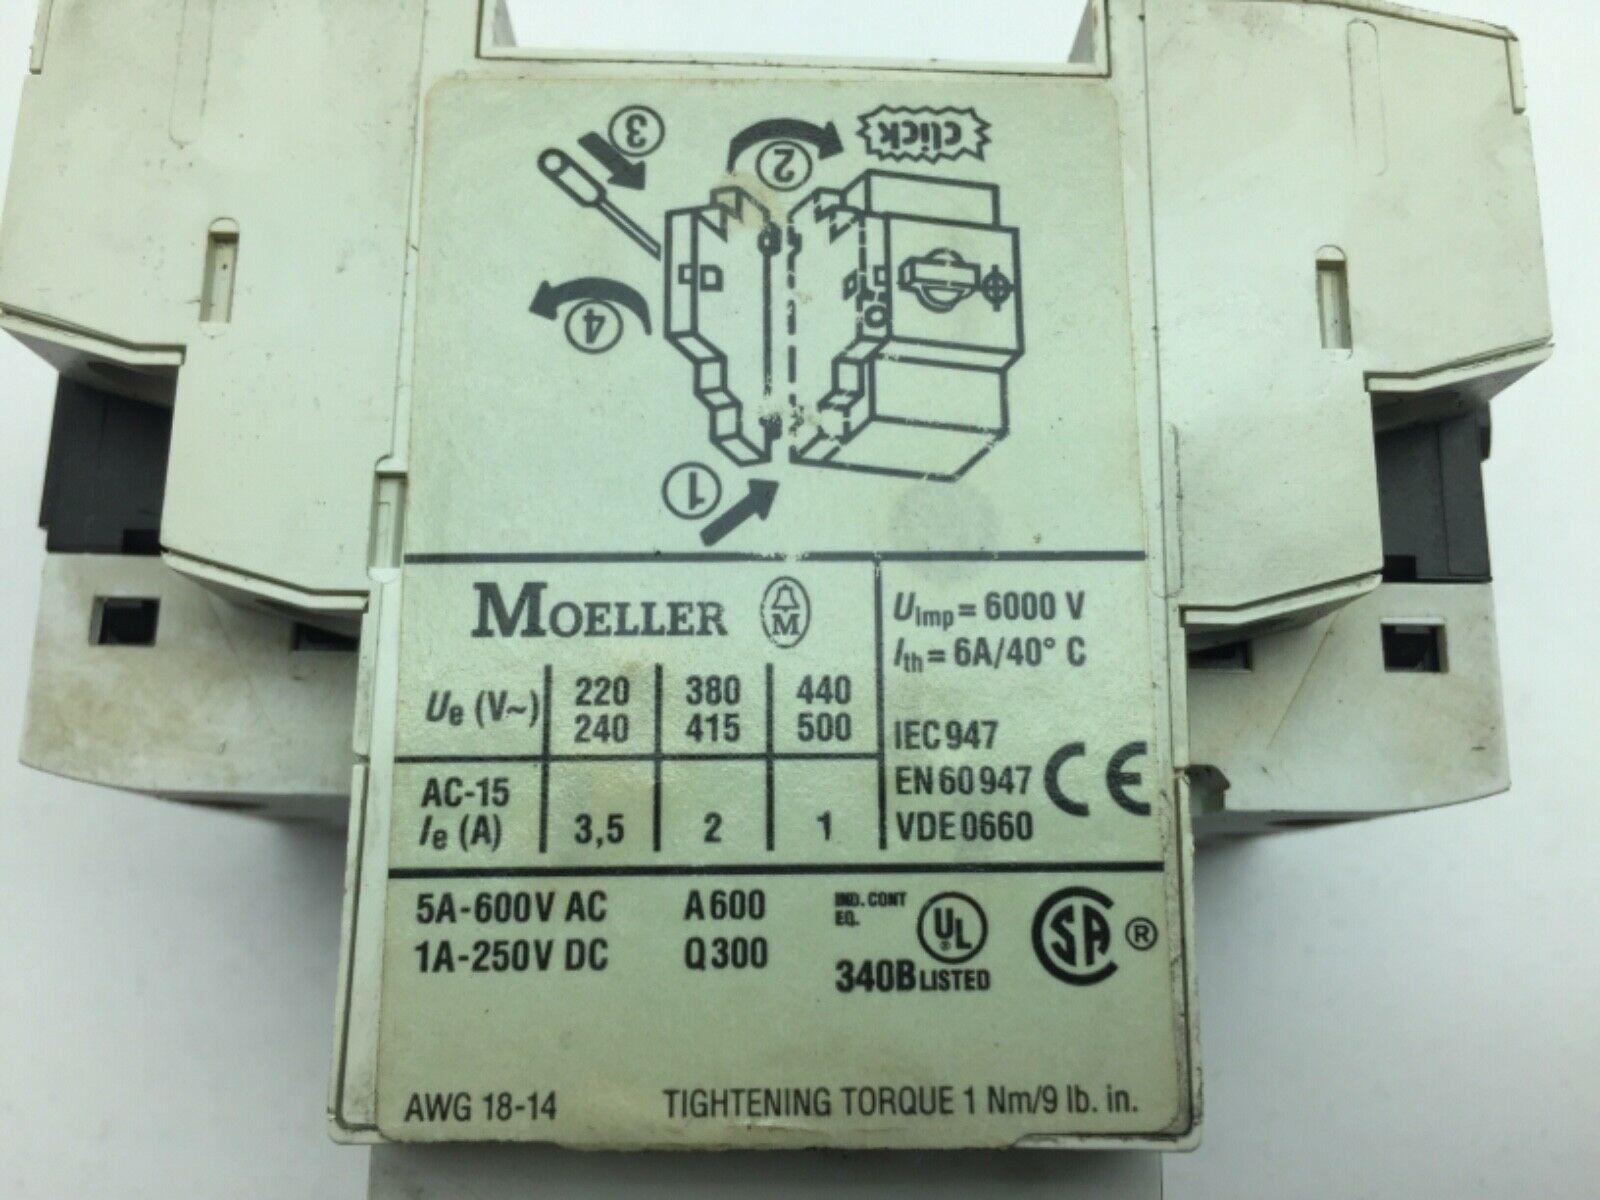 3
2
click
4
1
MOELLER M
Uimp = 6000 V
Ith = 6A/40° C
Ue (V~) 220 240 380 415 440 500
IEC 947
EN 60 947 CE
VDE 0660
AC-15
Ie (A) 3,5 2 1
5A-600V AC A 600
1A-250V DC Q 300
IND. CONT
EQ.
UL ®
340B LISTED
CSA ®
AWG 18-14 TIGHTENING TORQUE 1 Nm/9 lb. in.